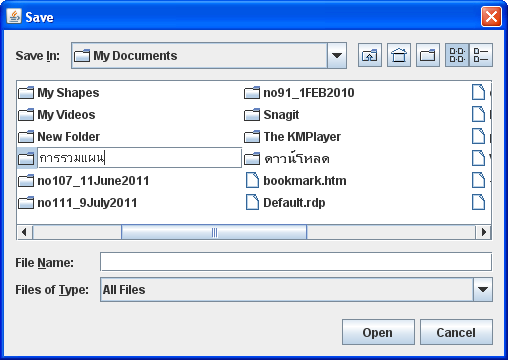 Save
Save In:
My Documents
My Shapes
My Videos
New Folder
การรวมแผน
no107_11June2011
no111_9July2011
no91_1FEB2010
Snagit
The KMPlayer
ดาวน์โหลด
bookmark.htm
Default.rdp
File Name:
Files of Type:
All Files
Open
Cancel